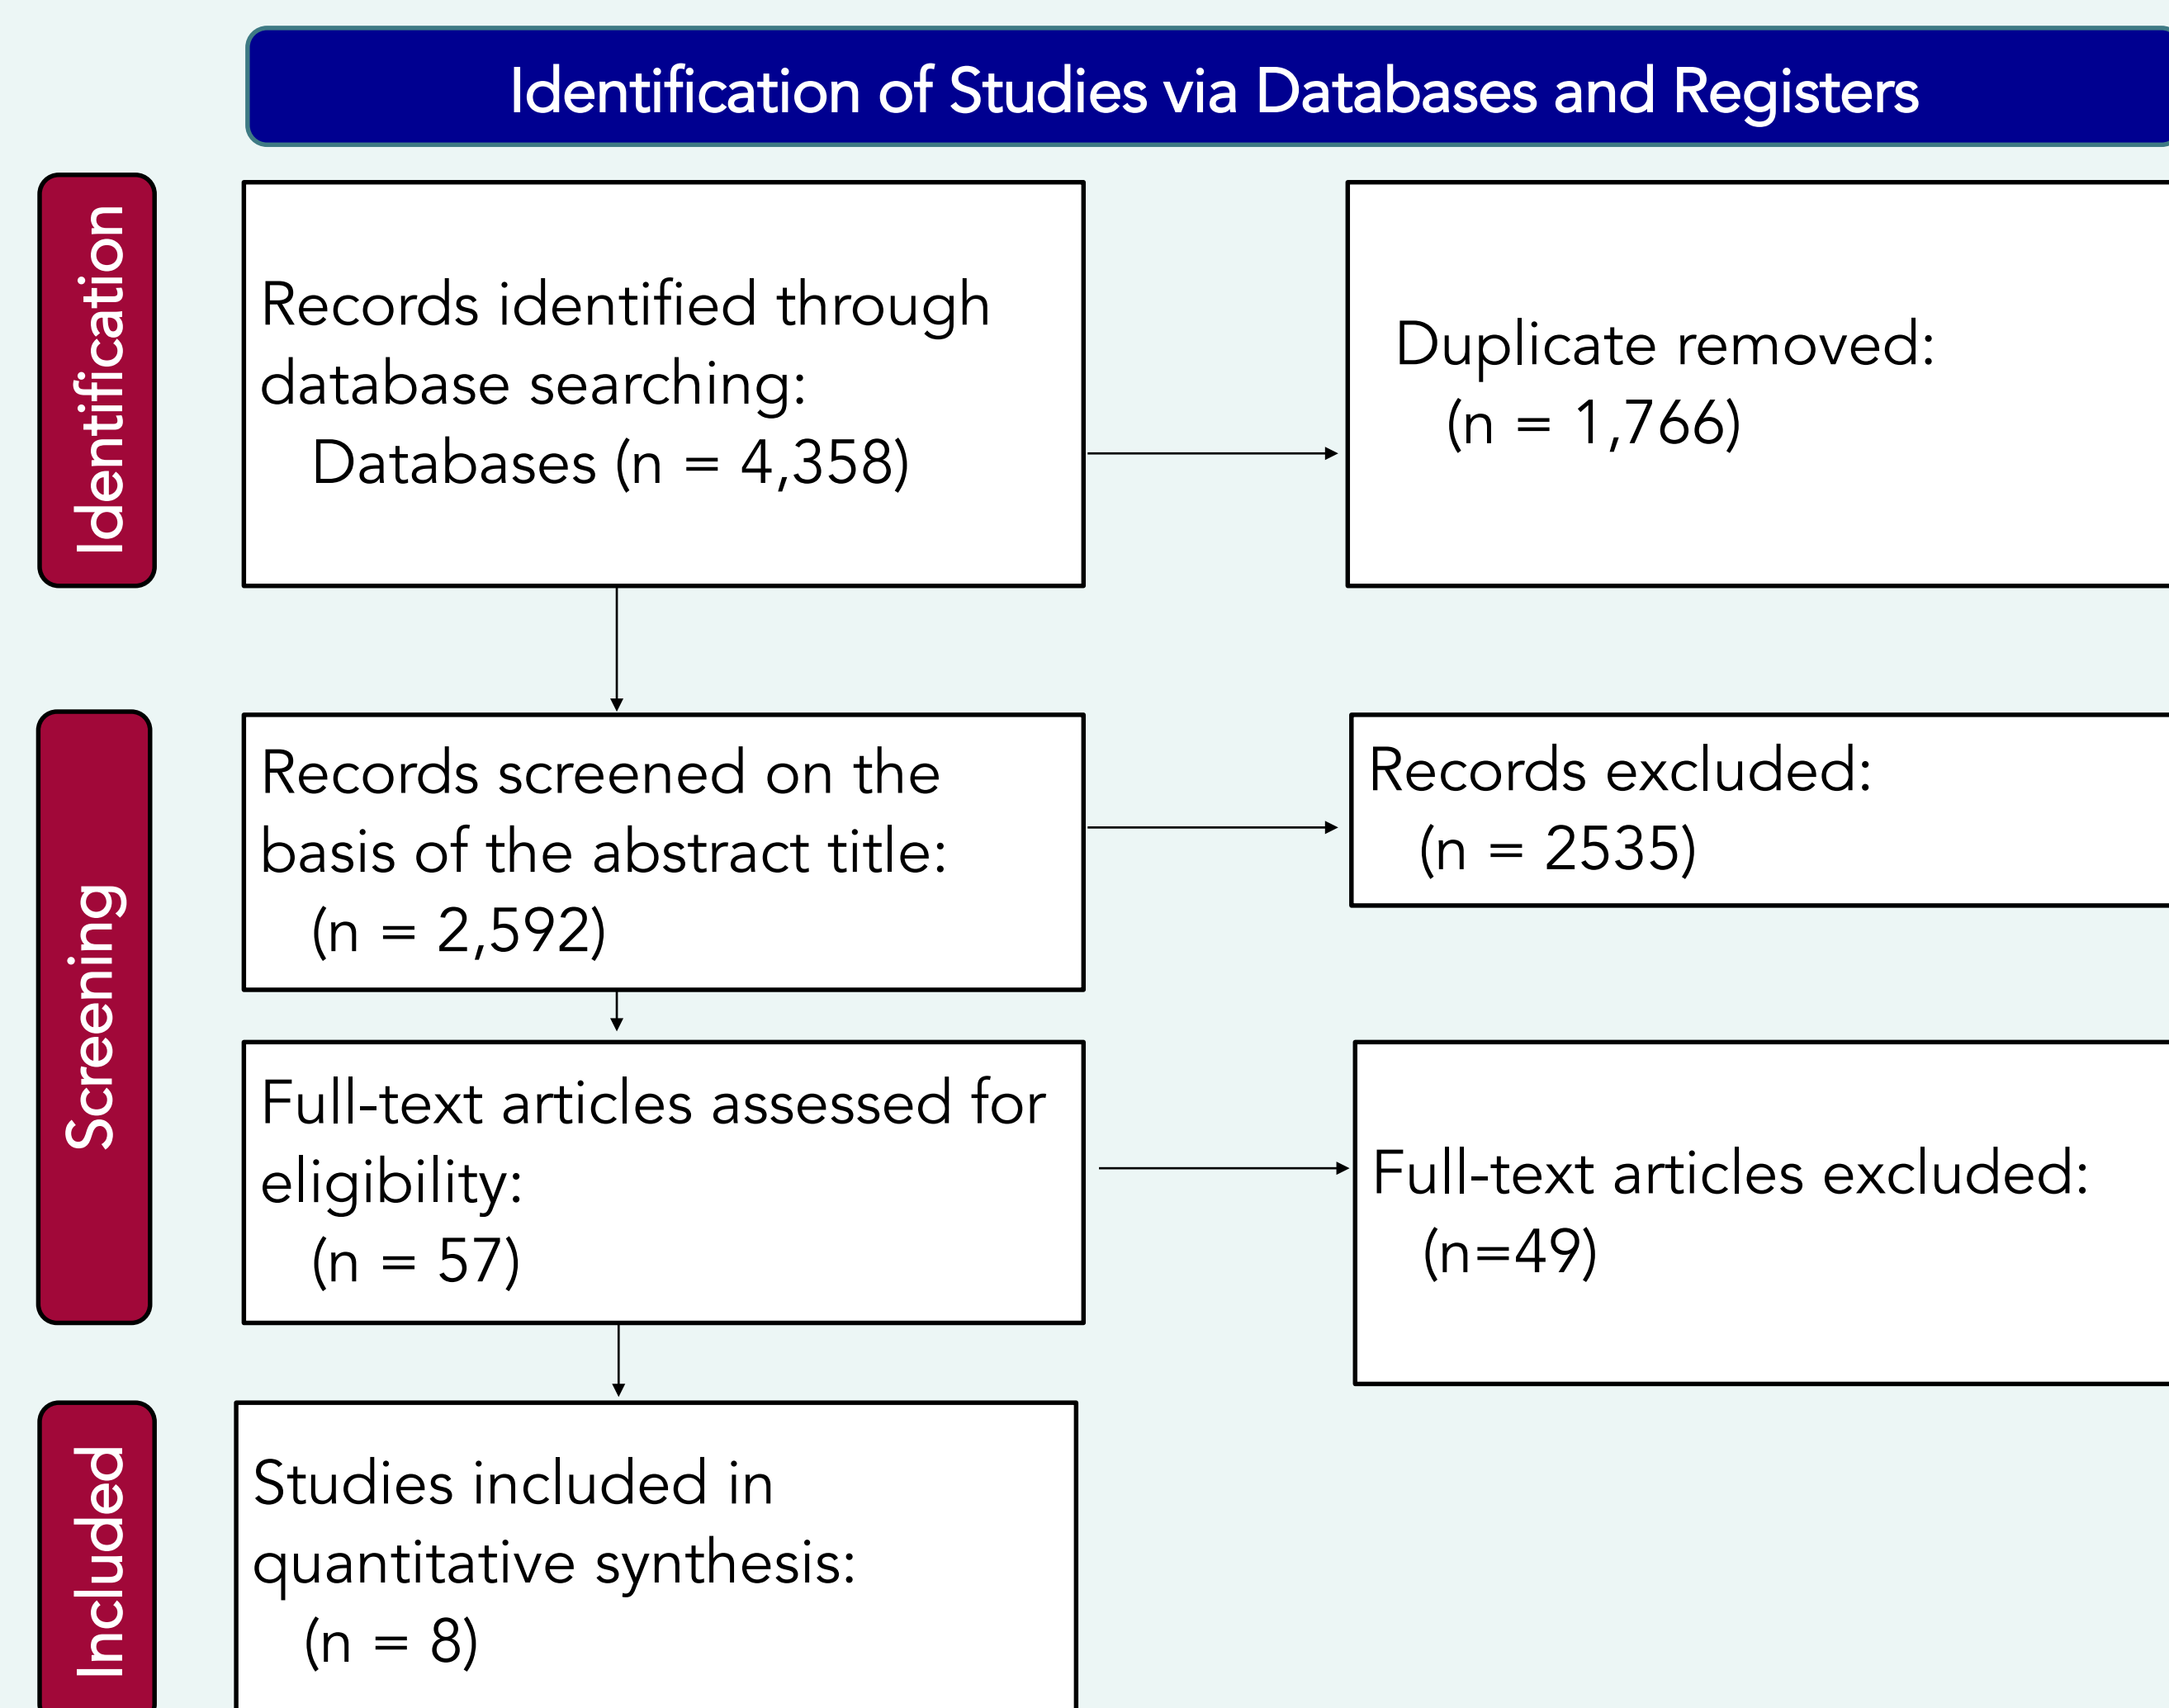 Identification of Studies via Databases and Registers
Identification
Records identified through
database searching:
Databases (n = 4,358)
Duplicate removed:
(n = 1,766)
Screening
Records screened on the
basis of the abstract title:
(n = 2,592)
Records excluded:
(n = 2535)
Full-text articles assessed for
eligibility:
(n = 57)
Full-text articles excluded:
(n=49)
Included
Studies included in
quantitative synthesis:
(n = 8)